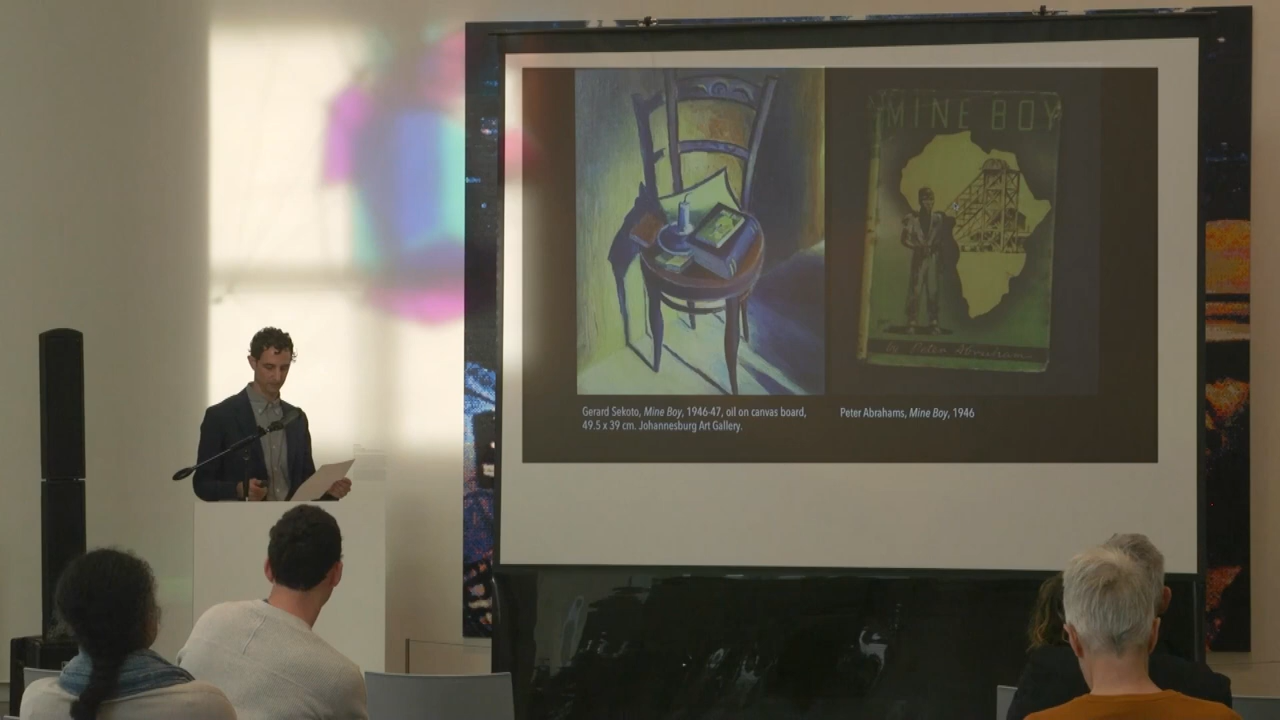 MINE BOY
by Peter Abrahams
Gerard Sekoto, Mine Boy, 1946-47, oil on canvas board,
49.5 x 39 cm. Johannesburg Art Gallery.
Peter Abrahams, Mine Boy, 1946